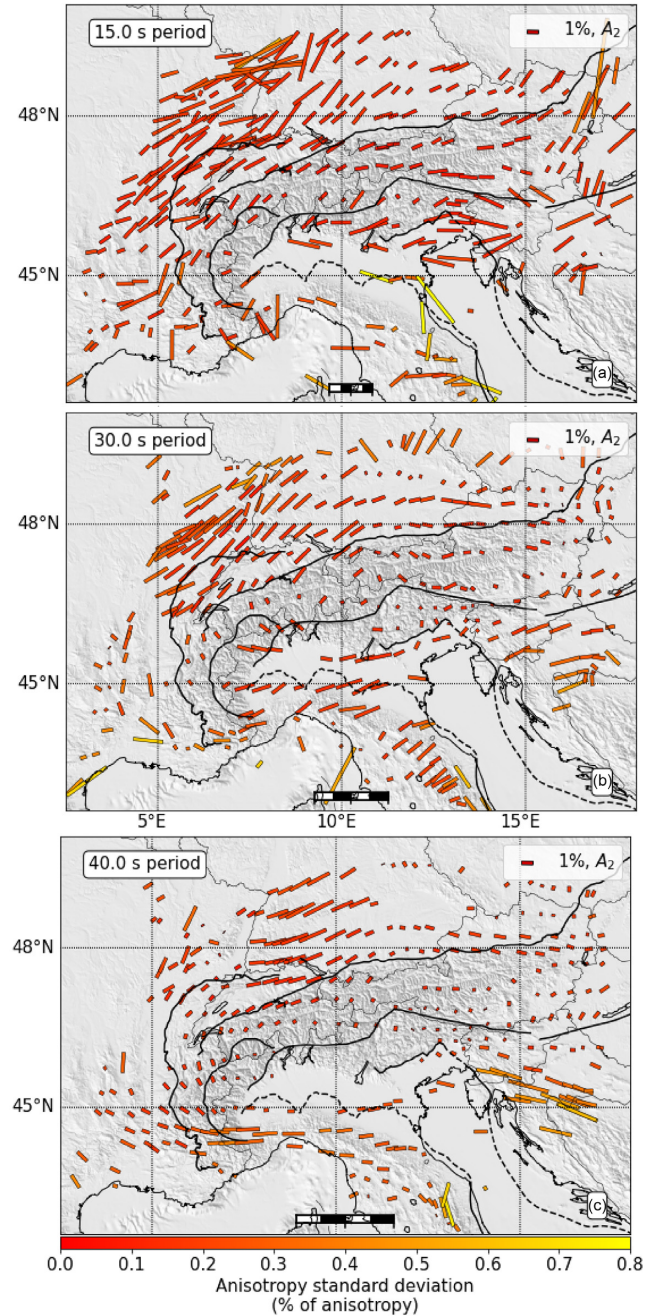 15.0 s period
1%, A₂
48°N
45°N
(a)
30.0 s period
1%, A₂
48°N
45°N
(b)
5°E 10°E 15°E
40.0 s period
1%, A₂
48°N
45°N
(c)
0.0 0.1 0.2 0.3 0.4 0.5 0.6 0.7 0.8
Anisotropy standard deviation
(% of anisotropy)